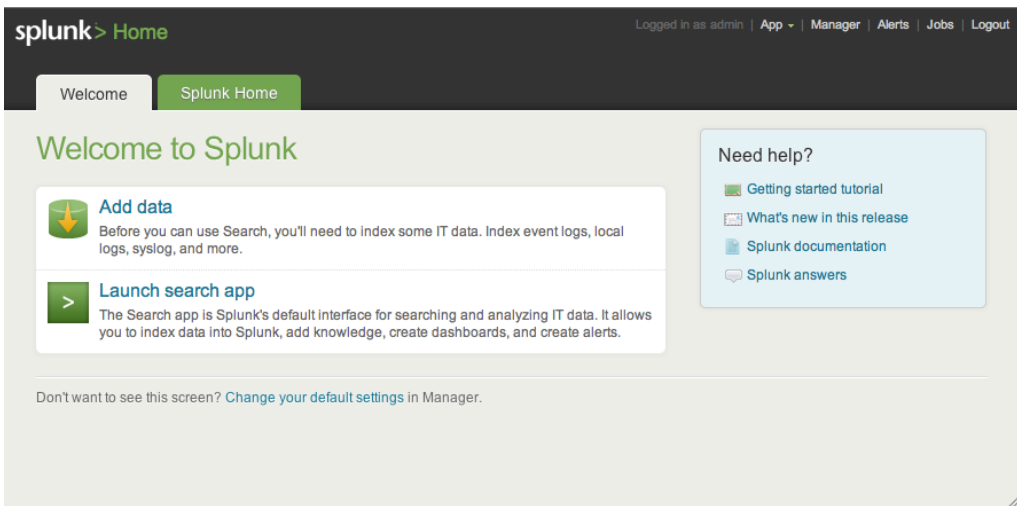 splunk> Home
Logged in as admin | App | Manager | Alerts | Jobs | Logout
Welcome
Splunk Home
Welcome to Splunk
Add data
Before you can use Search, you'll need to index some IT data. Index event logs, local
logs, syslog, and more.
>
Launch search app
The Search app is Splunk's default interface for searching and analyzing IT data. It allows
you to index data into Splunk, add knowledge, create dashboards, and create alerts.
Need help?
Getting started tutorial
What's new in this release
Splunk documentation
Splunk answers
Don't want to see this screen? Change your default settings in Manager.